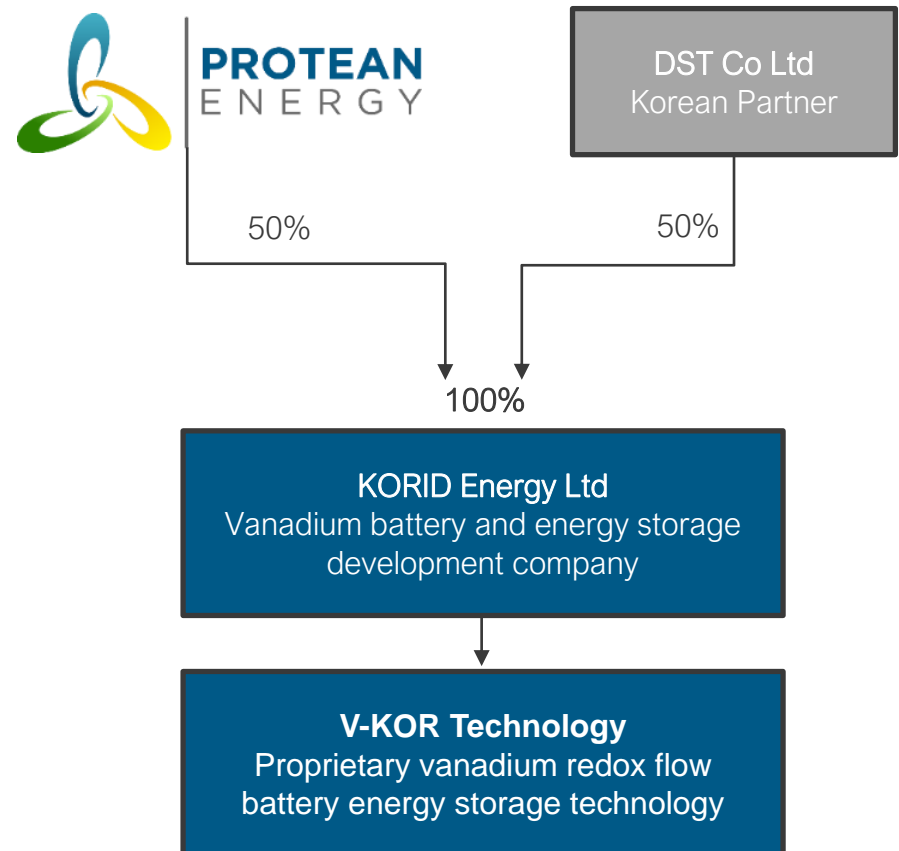 PROTEAN
ENERGY
DST Co Ltd
Korean Partner
50%
50%
100%
KORID Energy Ltd
Vanadium battery and energy storage
development company
V-KOR Technology
Proprietary vanadium redox flow
battery energy storage technology